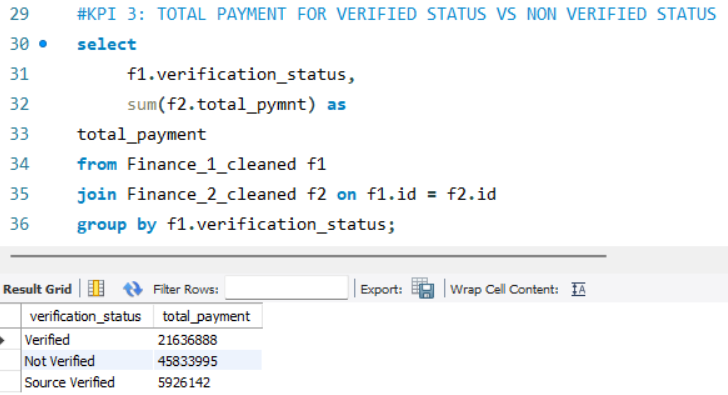 29 #KPI 3: TOTAL PAYMENT FOR VERIFIED STATUS VS NON VERIFIED STATUS
30 select
31 f1.verification_status,
32 sum(f2.total_pymnt) as
33 total_payment
34 from Finance_1_cleaned f1
35 join Finance_2_cleaned f2 on f1.id = f2.id
36 group by f1.verification_status;
Result Grid Filter Rows: Export: Wrap Cell Content: IA
verification_status total_payment
Verified 21636888
Not Verified 45833995
Source Verified 5926142